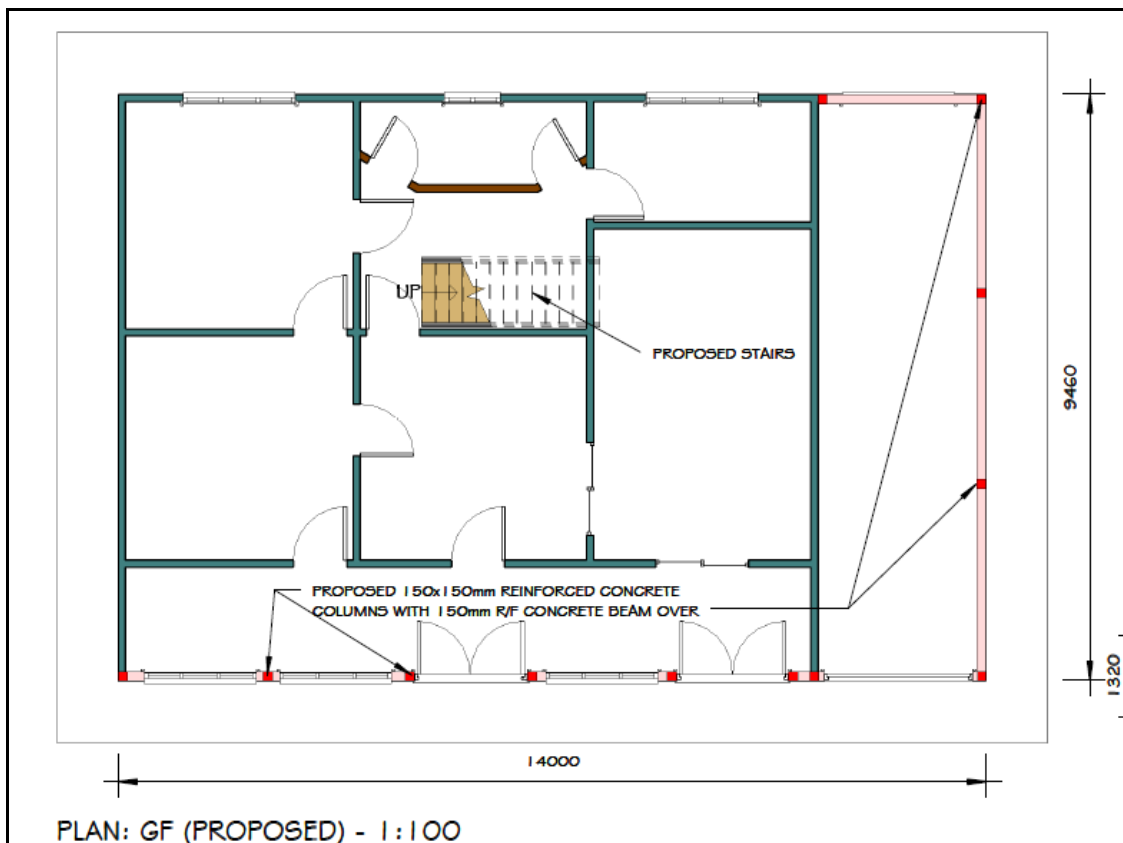 UP
PROPOSED STAIRS
9460
PROPOSED 150x150mm REINFORCED CONCRETE
COLUMNS WITH 150mm R/F CONCRETE BEAM OVER
1320
14000
PLAN: GF (PROPOSED) - 1:100